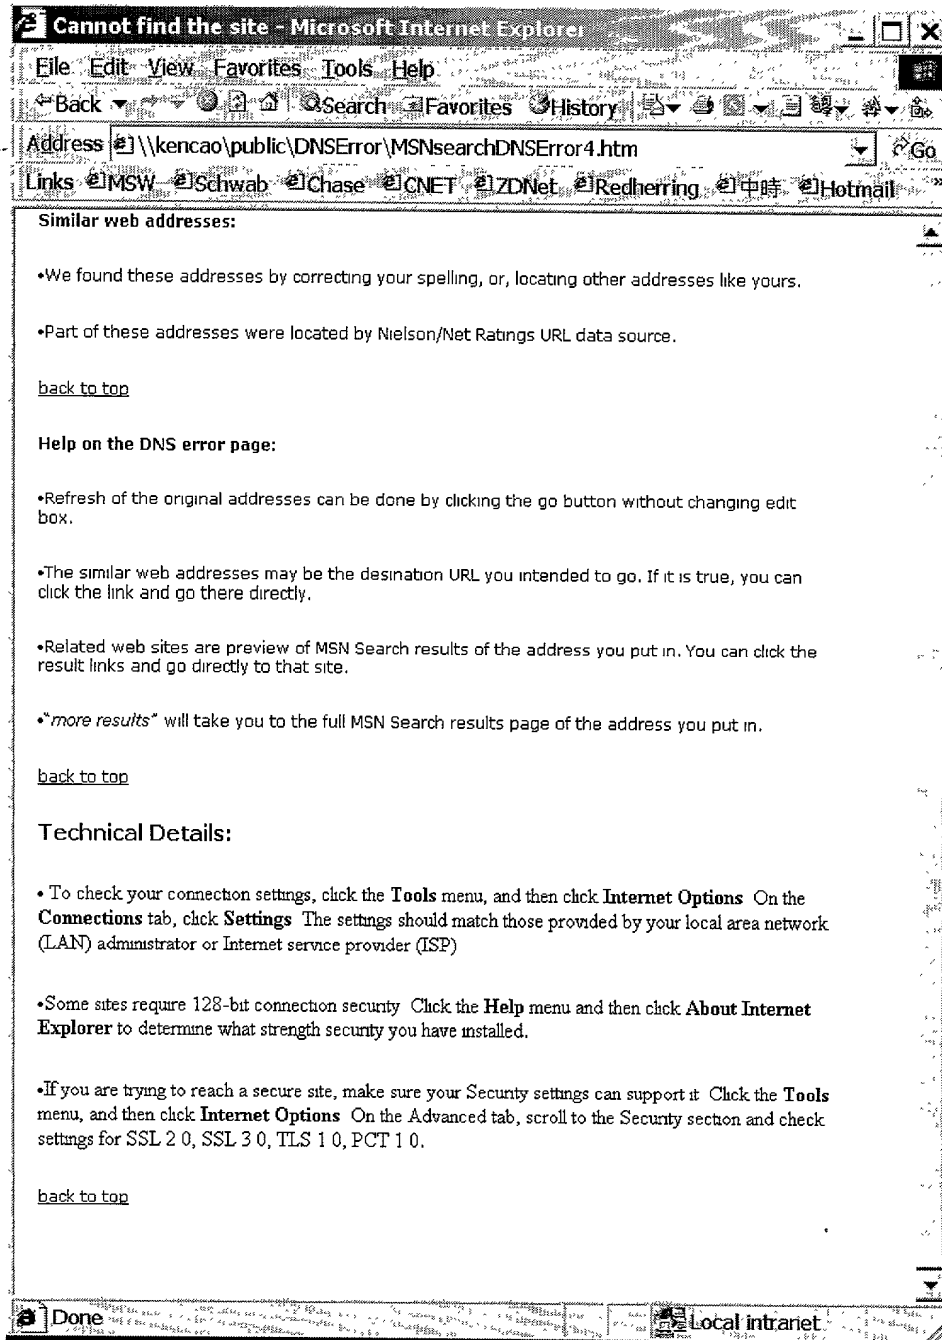 Cannot find the site - Microsoft Internet Explorer
File Edit View Favorites Tools Help
Back Search Favorites History
Address \\kencao\public\DNSError\MSNsearchDNSError4.htm Go
Links MSW Schwab Chase CNET ZDNet Redherring 中時 Hotmail »
Similar web addresses:
•We found these addresses by correcting your spelling, or, locating other addresses like yours.
•Part of these addresses were located by Nielson/Net Ratings URL data source.
back to top
Help on the DNS error page:
•Refresh of the original addresses can be done by clicking the go button without changing edit
box.
•The similar web addresses may be the desination URL you intended to go. If it is true, you can
click the link and go there directly.
•Related web sites are preview of MSN Search results of the address you put in. You can click the
result links and go directly to that site.
•"more results" will take you to the full MSN Search results page of the address you put in.
back to top
Technical Details:
• To check your connection settings, click the Tools menu, and then click Internet Options On the
Connections tab, click Settings The settings should match those provided by your local area network
(LAN) administrator or Internet service provider (ISP)
•Some sites require 128-bit connection security Click the Help menu and then click About Internet
Explorer to determine what strength security you have installed.
•If you are trying to reach a secure site, make sure your Security settings can support it Click the Tools
menu, and then click Internet Options On the Advanced tab, scroll to the Security section and check
settings for SSL 2 0, SSL 3 0, TLS 1 0, PCT 1 0.
back to top
Done Local intranet